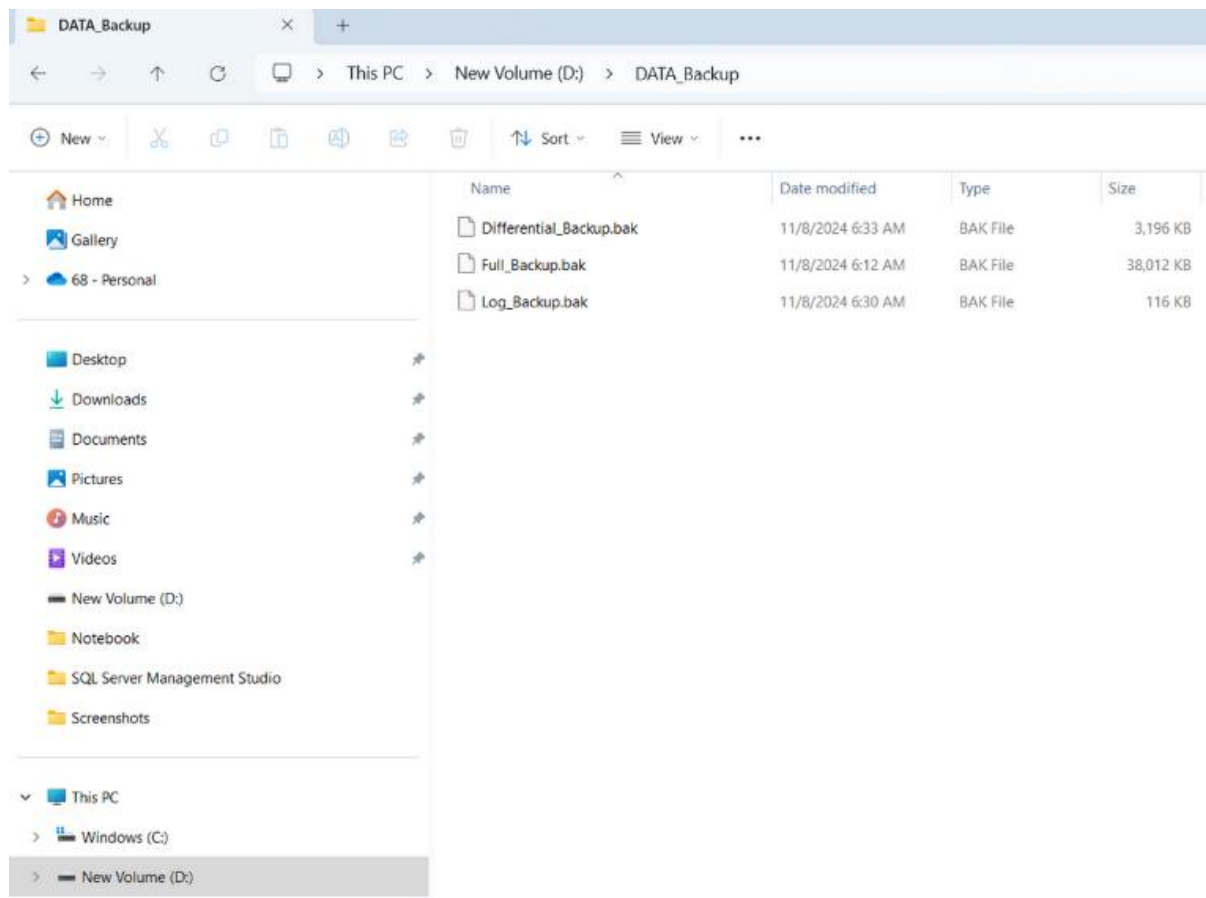 DATA_Backup
This PC > New Volume (D:) > DATA_Backup
New Sort View
Home
Gallery
68 - Personal
Desktop
Downloads
Documents
Pictures
Music
Videos
New Volume (D:)
Notebook
SQL Server Management Studio
Screenshots
This PC
Windows (C:)
New Volume (D:)
Name Date modified Type Size
Differential_Backup.bak 11/8/2024 6:33 AM BAK File 3,196 KB
Full_Backup.bak 11/8/2024 6:12 AM BAK File 38,012 KB
Log_Backup.bak 11/8/2024 6:30 AM BAK File 116 KB